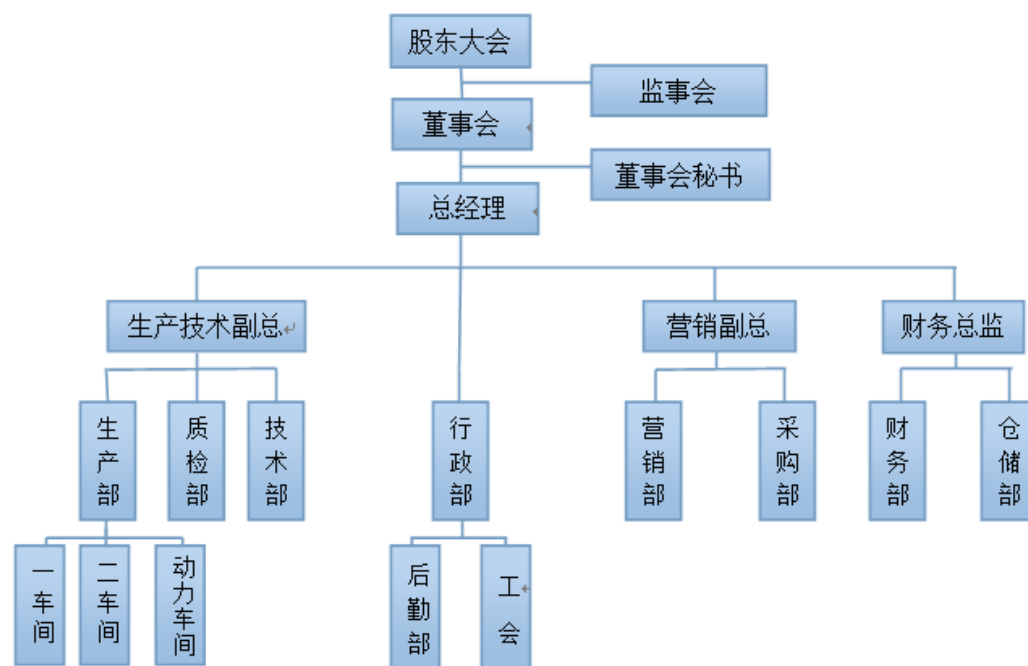 股东大会
监事会
董事会
董事会秘书
总经理
生产技术副总
营销副总
财务总监
生产部
质检部
技术部
行政部
营销部
采购部
财务部
仓储部
一车间
二车间
动力车间
后勤部
工会